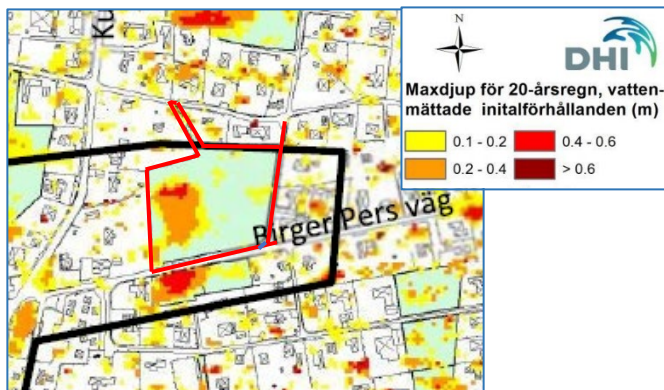 N
DHI
Maxdjup för 20-årsregn, vatten-
mättade initalförhållanden (m)
0.1 - 0.2
0.4 - 0.6
0.2 - 0.4
> 0.6
Ku
Birger Pers väg